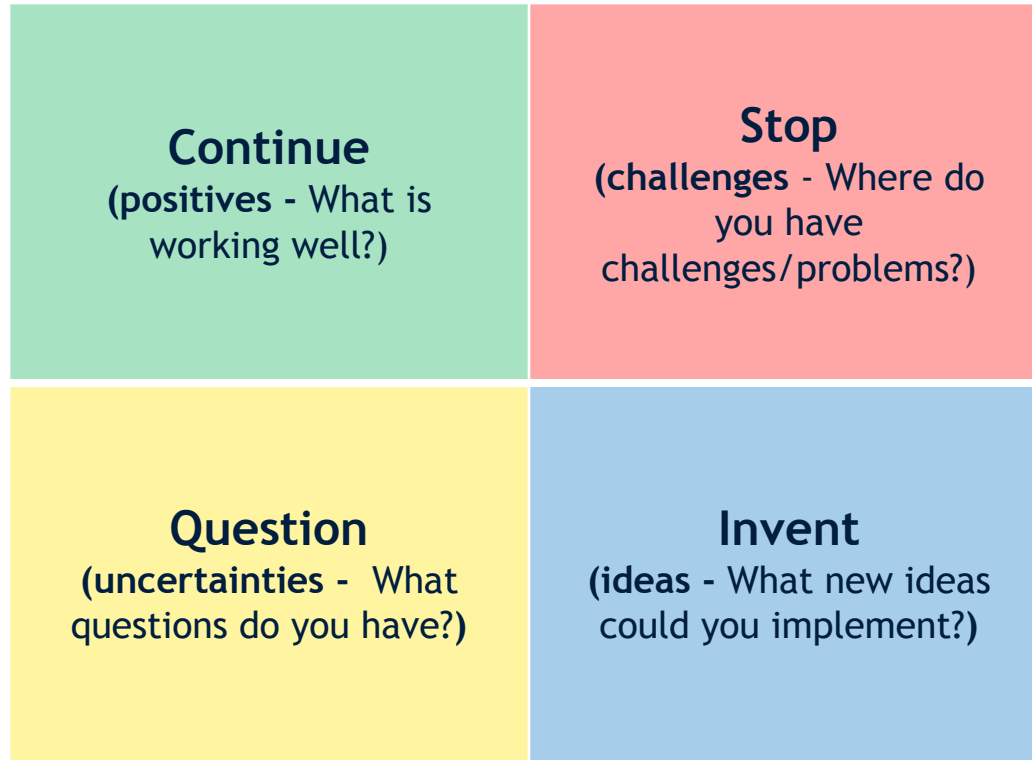 Continue
(positives - What is
working well?)
Stop
(challenges - Where do
you have
challenges/problems?)
Question
(uncertainties -  What
questions do you have?)
Invent
(ideas - What new ideas
could you implement?)